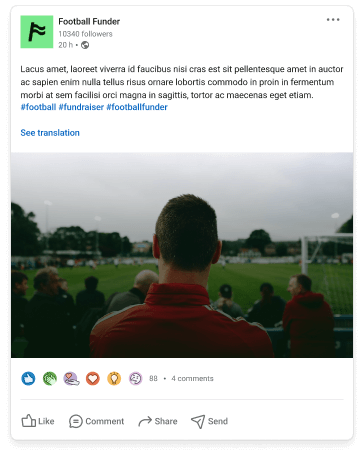 Football Funder
10340 followers
20 h •
Lacus amet, laoreet viverra id faucibus nisi cras est sit pellentesque amet in auctor
ac sapien enim nulla tellus risus ornare lobortis commodo in proin in fermentum
morbi at sem facilisi orci magna in sagittis, tortor ac maecenas eget etiam.
#football #fundraiser #footballfunder
See translation
88 • 4 comments
Like Comment Share Send